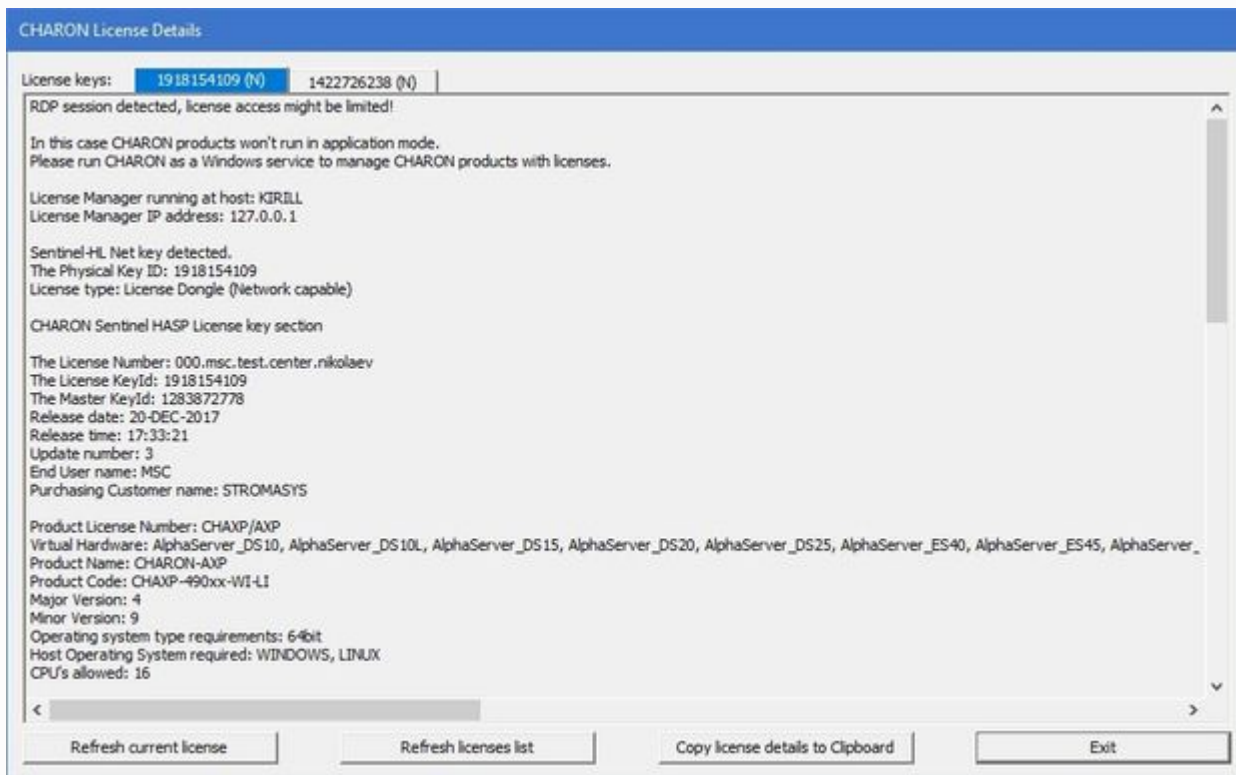 CHARON License Details
License keys: 1918154109 (N) 1422726238 (N)
RDP session detected, license access might be limited!
In this case CHARON products won't run in application mode.
Please run CHARON as a Windows service to manage CHARON products with licenses.
License Manager running at host: KIRILL
License Manager IP address: 127.0.0.1
Sentinel-HL Net key detected.
The Physical Key ID: 1918154109
License type: License Dongle (Network capable)
CHARON Sentinel HASP License key section
The License Number: 000.msc.test.center.nikolaev
The License KeyId: 1918154109
The Master KeyId: 1283872778
Release date: 20-DEC-2017
Release time: 17:33:21
Update number: 3
End User name: MSC
Purchasing Customer name: STROMASYS
Product License Number: CHAXP/AXP
Virtual Hardware: AlphaServer_DS10, AlphaServer_DS10L, AlphaServer_DS15, AlphaServer_DS20, AlphaServer_DS25, AlphaServer_ES40, AlphaServer_ES45, AlphaServer_
Product Name: CHARON-AXP
Product Code: CHAXP-490xx-WI-LI
Major Version: 4
Minor Version: 9
Operating system type requirements: 64bit
Host Operating System required: WINDOWS, LINUX
CPU's allowed: 16
Refresh current license Refresh licenses list Copy license details to Clipboard Exit